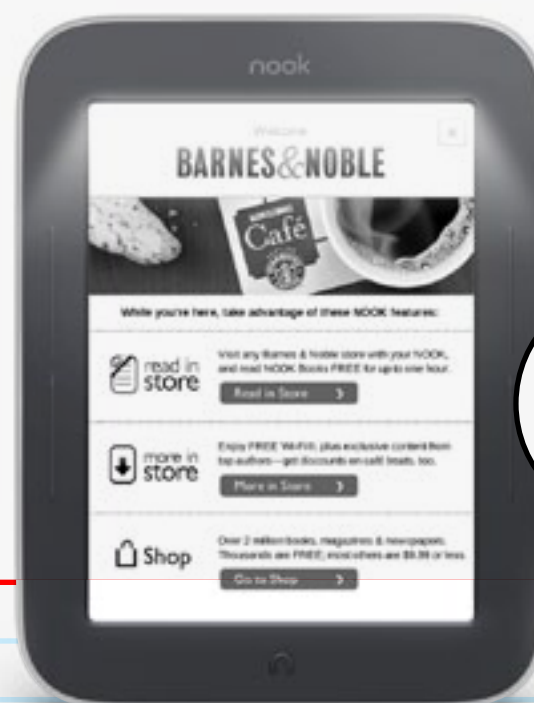 nook
Welcome
BARNES&NOBLE
Café
While you're here, take advantage of these NOOK features:
read in
store
Visit any Barnes & Noble store with your NOOK,
and read NOOK Books FREE for up to one hour.
Read in Store
more in
store
Enjoy FREE Wi-Fi®, plus exclusive content from
top authors—get discounts on café treats, too.
More in Store
Shop
Over 2 million books, magazines & newspapers.
Thousands are FREE; most others are $9.99 or less.
Go to Shop